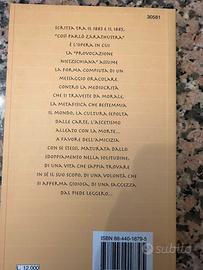 30581
SCRITTA TRA IL 1883 E IL 1885,
"COSÌ PARLÒ ZARATHUSTRA"
È L'OPERA IN CUI
LA "PROVOCAZIONE
NIETZSCHIANA" ASSUME
LA FORMA COMPIUTA DI UN
MESSAGGIO ORACOLARE
CONTRO LA MEDIOCRITÀ
CHE SI TRAVESTE DA MORALE,
LA METAFISICA CHE BESTEMMIA
IL MONDO, LA CULTURA SEPOLTA
DALLE CARTE, L'ASCETISMO
ALLEATO CON LA MORTE...
A FAVORE DELL'AMICIZIA
CON SE STESSI, MATURATA DALLO
SDOPPIAMENTO NELLA SOLITUDINE,
DI UNA VITA CHE SAPPIA TROVARE
IN SÉ IL SUO SCOPO, DI UNA VOLONTÀ CHE
SI AFFERMA GIOIOSA, DI UNA SAGGEZZA
DAL PIEDE LEGGERO...
ISBN 88-440-1879-5
L. 12.000
subito